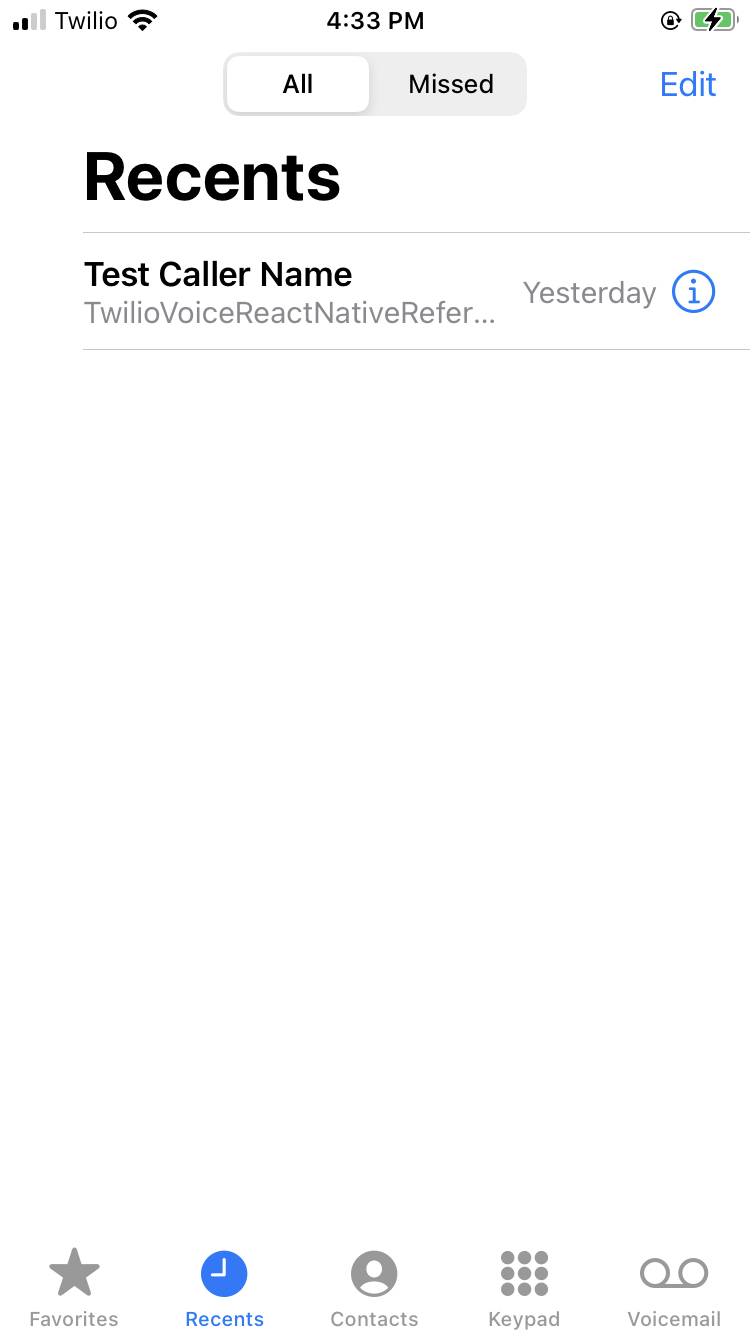 Twilio 4:33 PM
All Missed Edit
Recents
Test Caller Name
TwilioVoiceReactNativeRefer...
Yesterday
Favorites Recents Contacts Keypad Voicemail